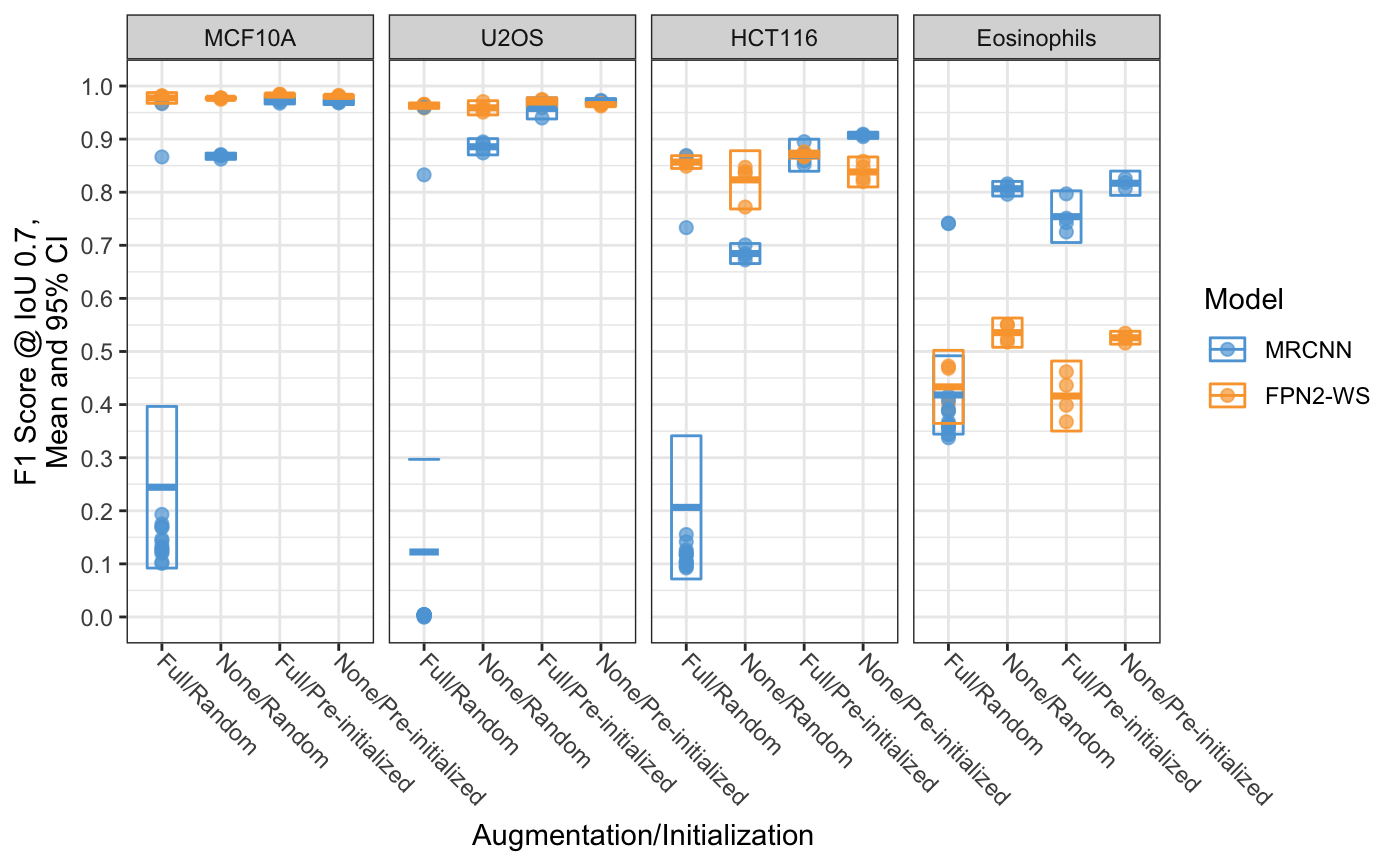 MCF10A
U2OS
HCT116
Eosinophils
F1 Score @ IoU 0.7,
Mean and 95% CI
1.0
0.9
0.8
0.7
0.6
0.5
0.4
0.3
0.2
0.1
0.0
Full/Random
None/Random
Full/Pre-initialized
None/Pre-initialized
Full/Random
None/Random
Full/Pre-initialized
None/Pre-initialized
Full/Random
None/Random
Full/Pre-initialized
None/Pre-initialized
Full/Random
None/Random
Full/Pre-initialized
None/Pre-initialized
Augmentation/Initialization
Model
MRCNN
FPN2-WS